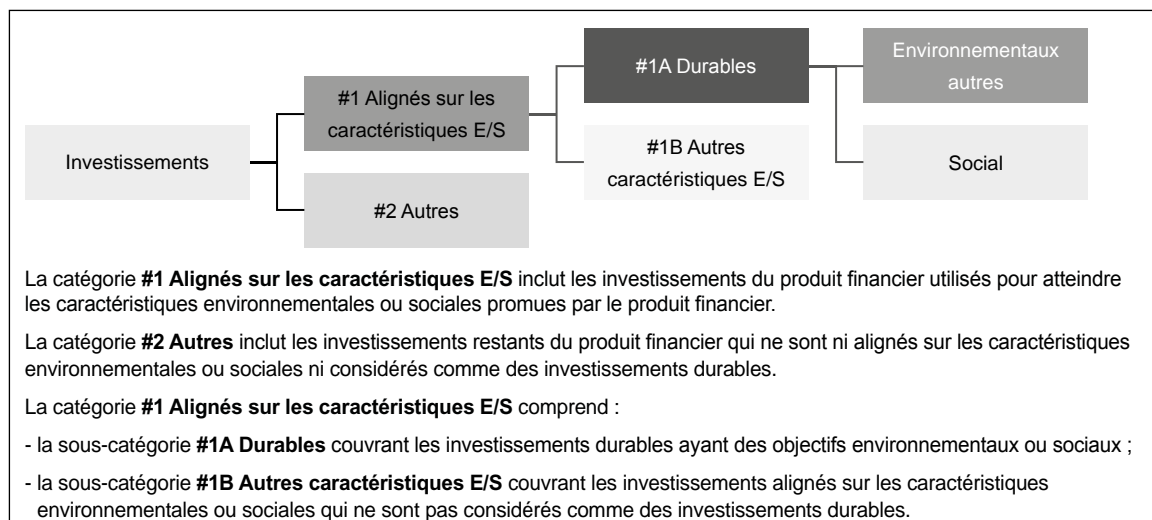 Investissements
#1 Alignés sur les
caractéristiques E/S
#2 Autres
#1A Durables
#1B Autres
caractéristiques E/S
Environnementaux
autres
Social
La catégorie #1 Alignés sur les caractéristiques E/S inclut les investissements du produit financier utilisés pour atteindre
les caractéristiques environnementales ou sociales promues par le produit financier.
La catégorie #2 Autres inclut les investissements restants du produit financier qui ne sont ni alignés sur les caractéristiques
environnementales ou sociales ni considérés comme des investissements durables.
La catégorie #1 Alignés sur les caractéristiques E/S comprend :
- la sous-catégorie #1A Durables couvrant les investissements durables ayant des objectifs environnementaux ou sociaux ;
- la sous-catégorie #1B Autres caractéristiques E/S couvrant les investissements alignés sur les caractéristiques
environnementales ou sociales qui ne sont pas considérés comme des investissements durables.